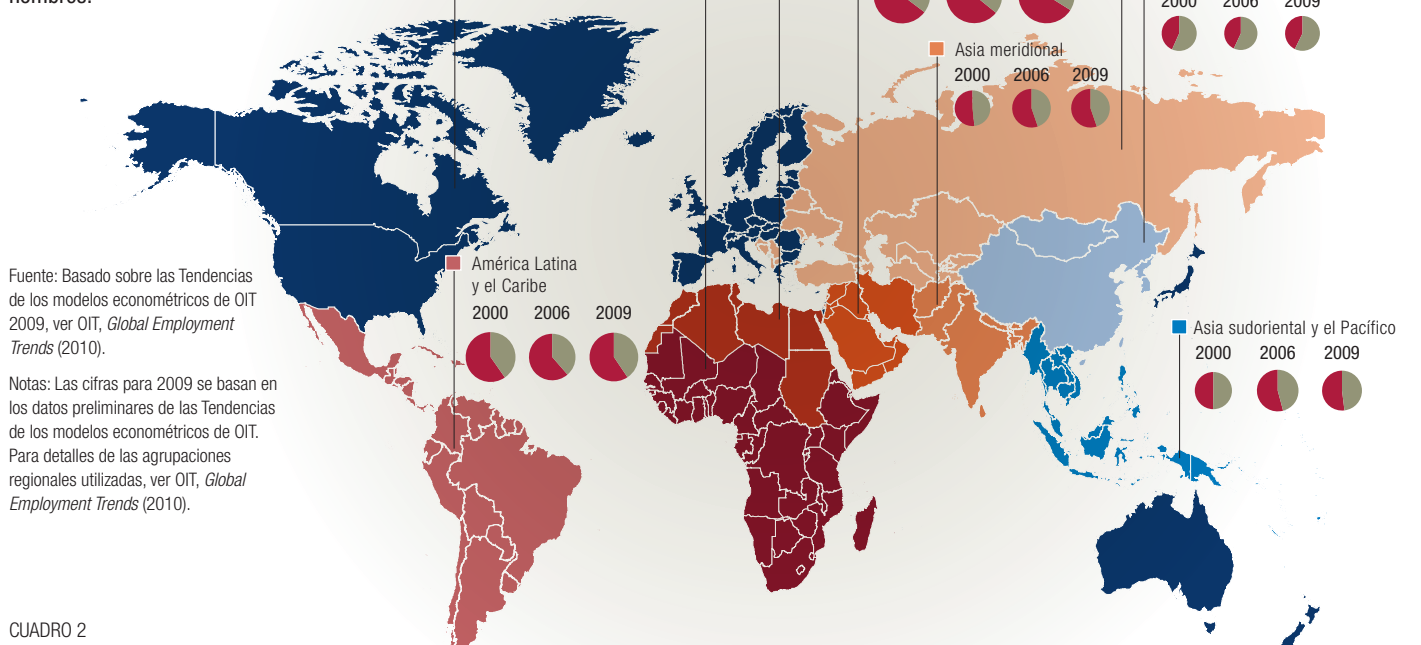 hombres.
2000 2006 2009
Asia meridional
2000 2006 2009
América Latina
y el Caribe
2000 2006 2009
Fuente: Basado sobre las Tendencias
de los modelos econométricos de OIT
2009, ver OIT, Global Employment
Trends (2010).
Asia sudoriental y el Pacífico
2000 2006 2009
Notas: Las cifras para 2009 se basan en
los datos preliminares de las Tendencias
de los modelos econométricos de OIT.
Para detalles de las agrupaciones
regionales utilizadas, ver OIT, Global
Employment Trends (2010).
CUADRO 2